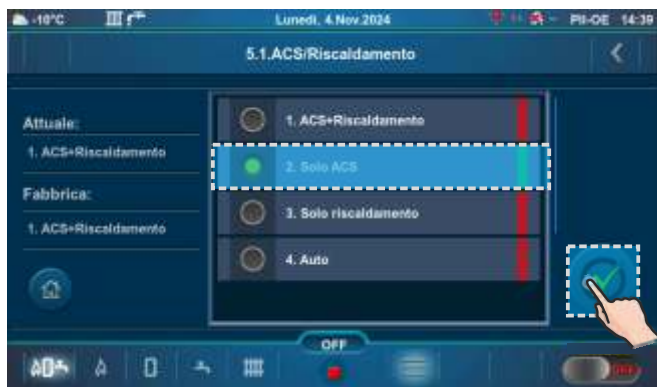 -10°C
Lunedì, 4.Nov.2024
PII-OE 14:39
5.1.ACS/Riscaldamento
Attuale:
1. ACS+Riscaldamento
Fabbrica:
1. ACS+Riscaldamento
1. ACS+Riscaldamento
2. Solo ACS
3. Solo riscaldamento
4. Auto
OFF